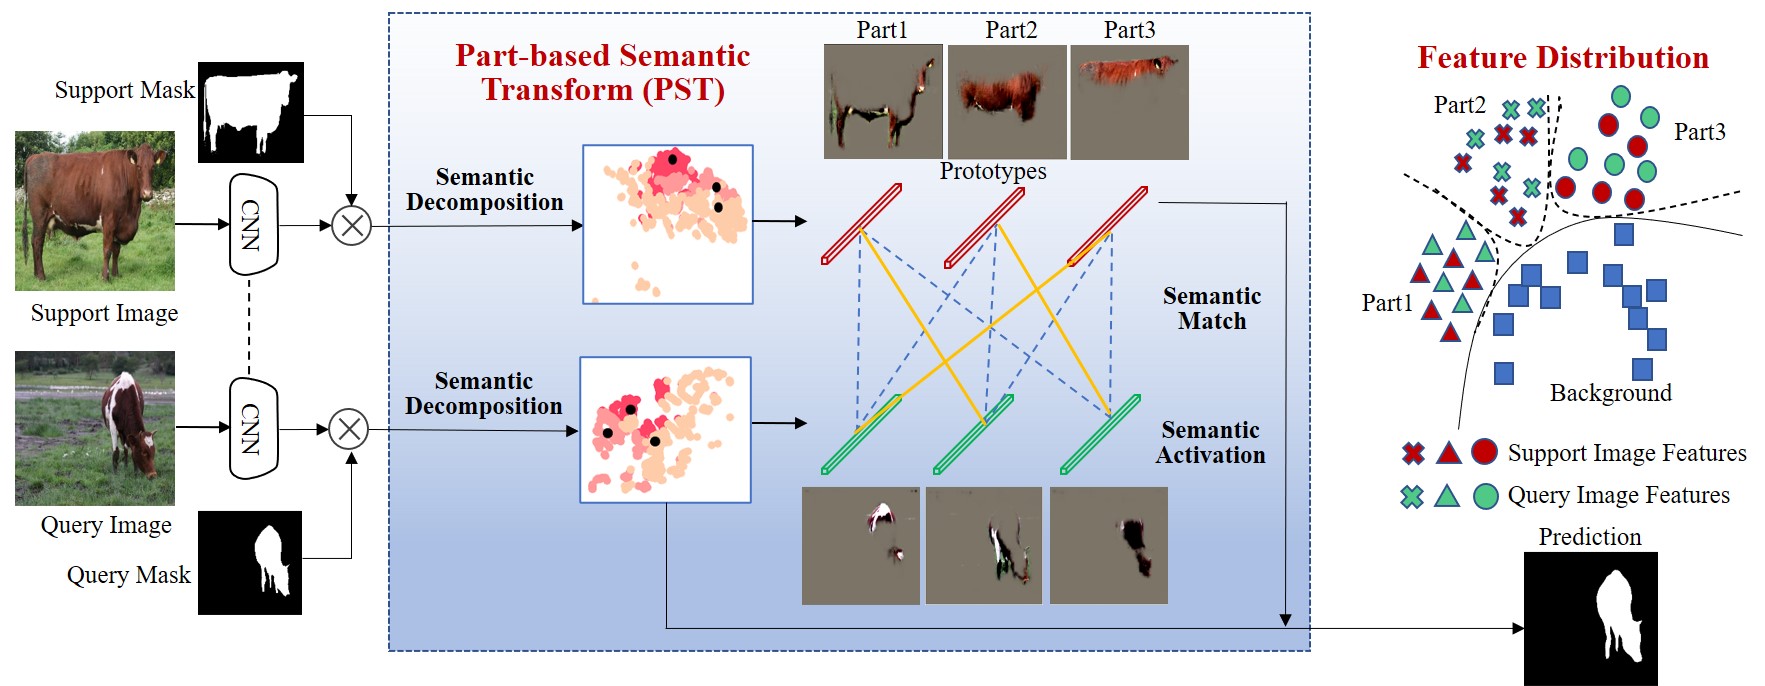 Support Mask
Support Image
CNN
CNN
Query Image
Query Mask
Part-based Semantic
Transform (PST)
Semantic
Decomposition
Semantic
Decomposition
Part1
Part2
Part3
Prototypes
Semantic
Match
Semantic
Activation
Feature Distribution
Part2
Part3
Part1
Background
Support Image Features
Query Image Features
Prediction